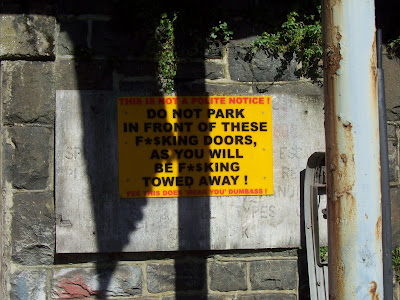 THIS IS NOT A POLITE NOTICE !
DO NOT PARK
IN FRONT OF THESE
F*$KING DOORS,
AS YOU WILL
BE F*$KING
TOWED AWAY !
YES THIS DOES 'MEAN YOU' DUMBASS !